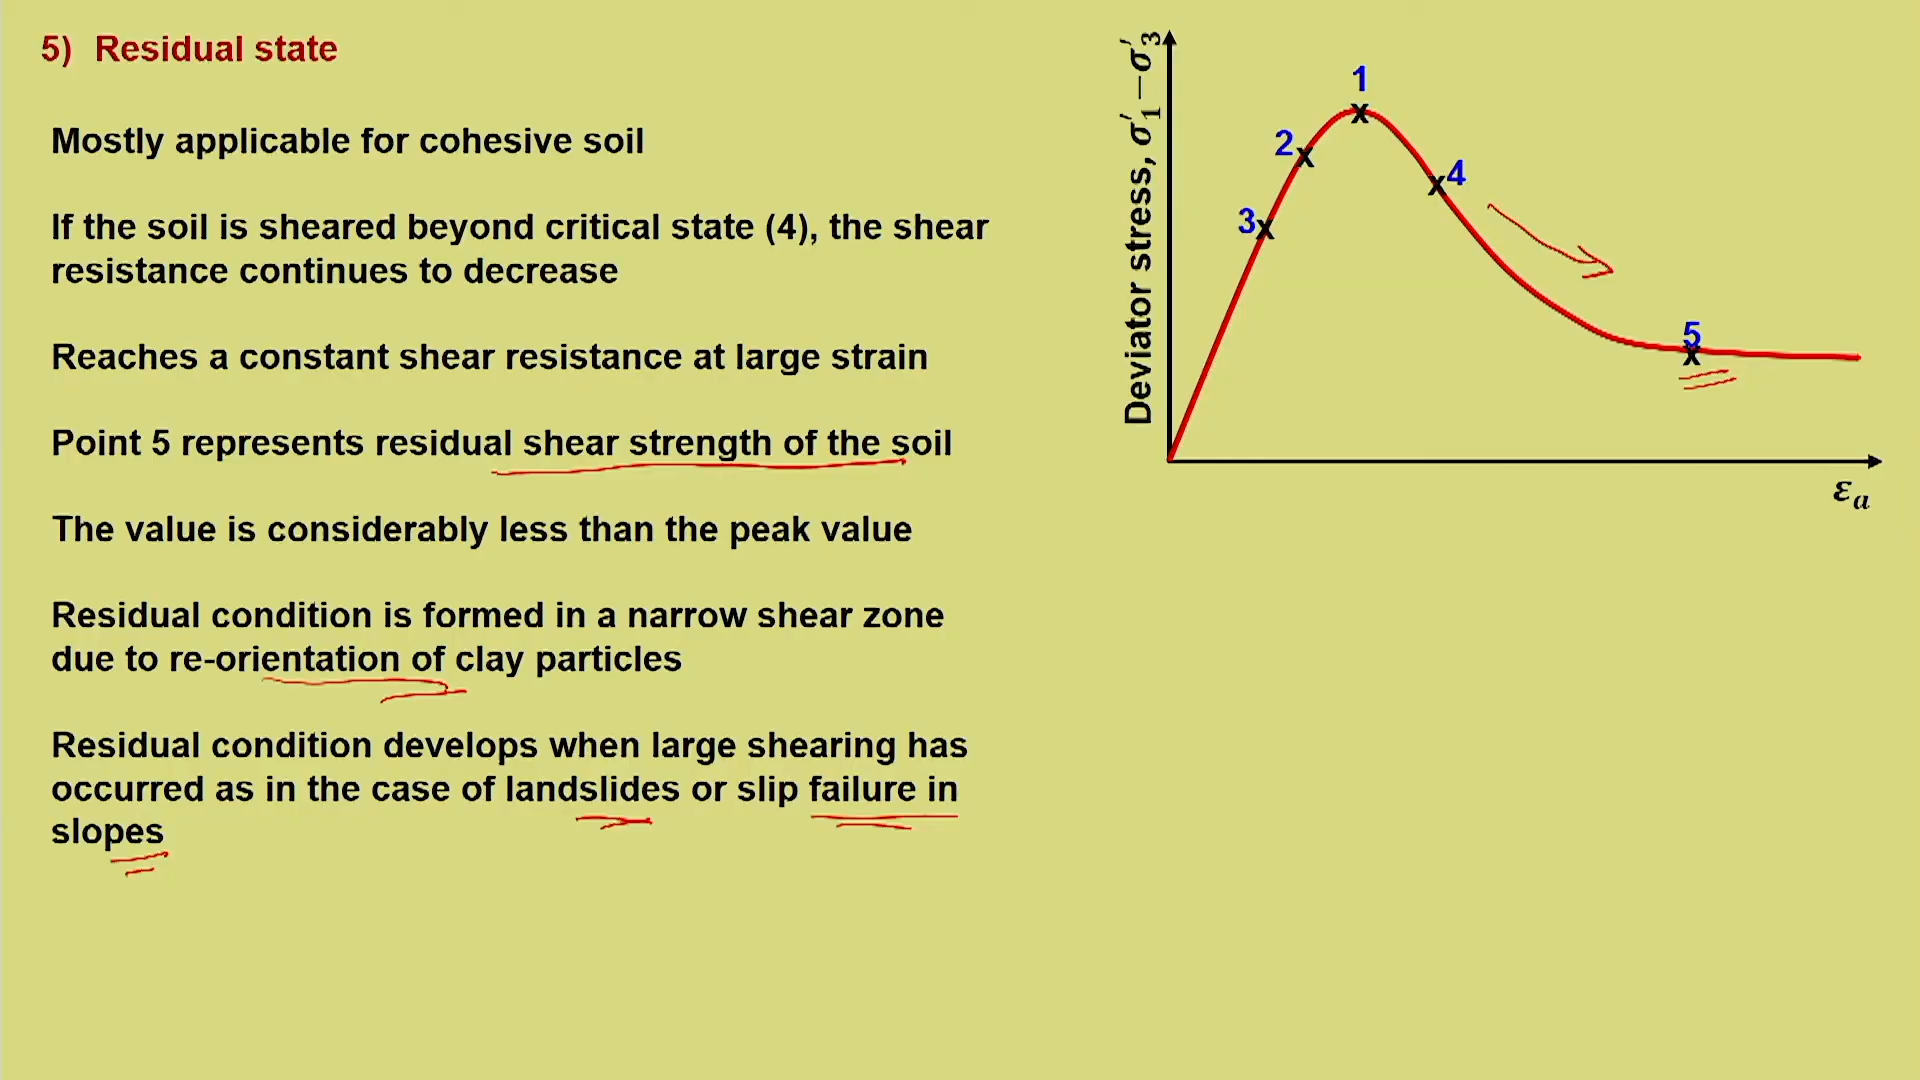 5) Residual state
Mostly applicable for cohesive soil
If the soil is sheared beyond critical state (4), the shear
resistance continues to decrease
Reaches a constant shear resistance at large strain
Point 5 represents residual shear strength of the soil
The value is considerably less than the peak value
Residual condition is formed in a narrow shear zone
due to re-orientation of clay particles
Residual condition develops when large shearing has
occurred as in the case of landslides or slip failure in
slopes
Deviator stress, σ′₁−σ′₃
1
2
3
4
5
εₐ